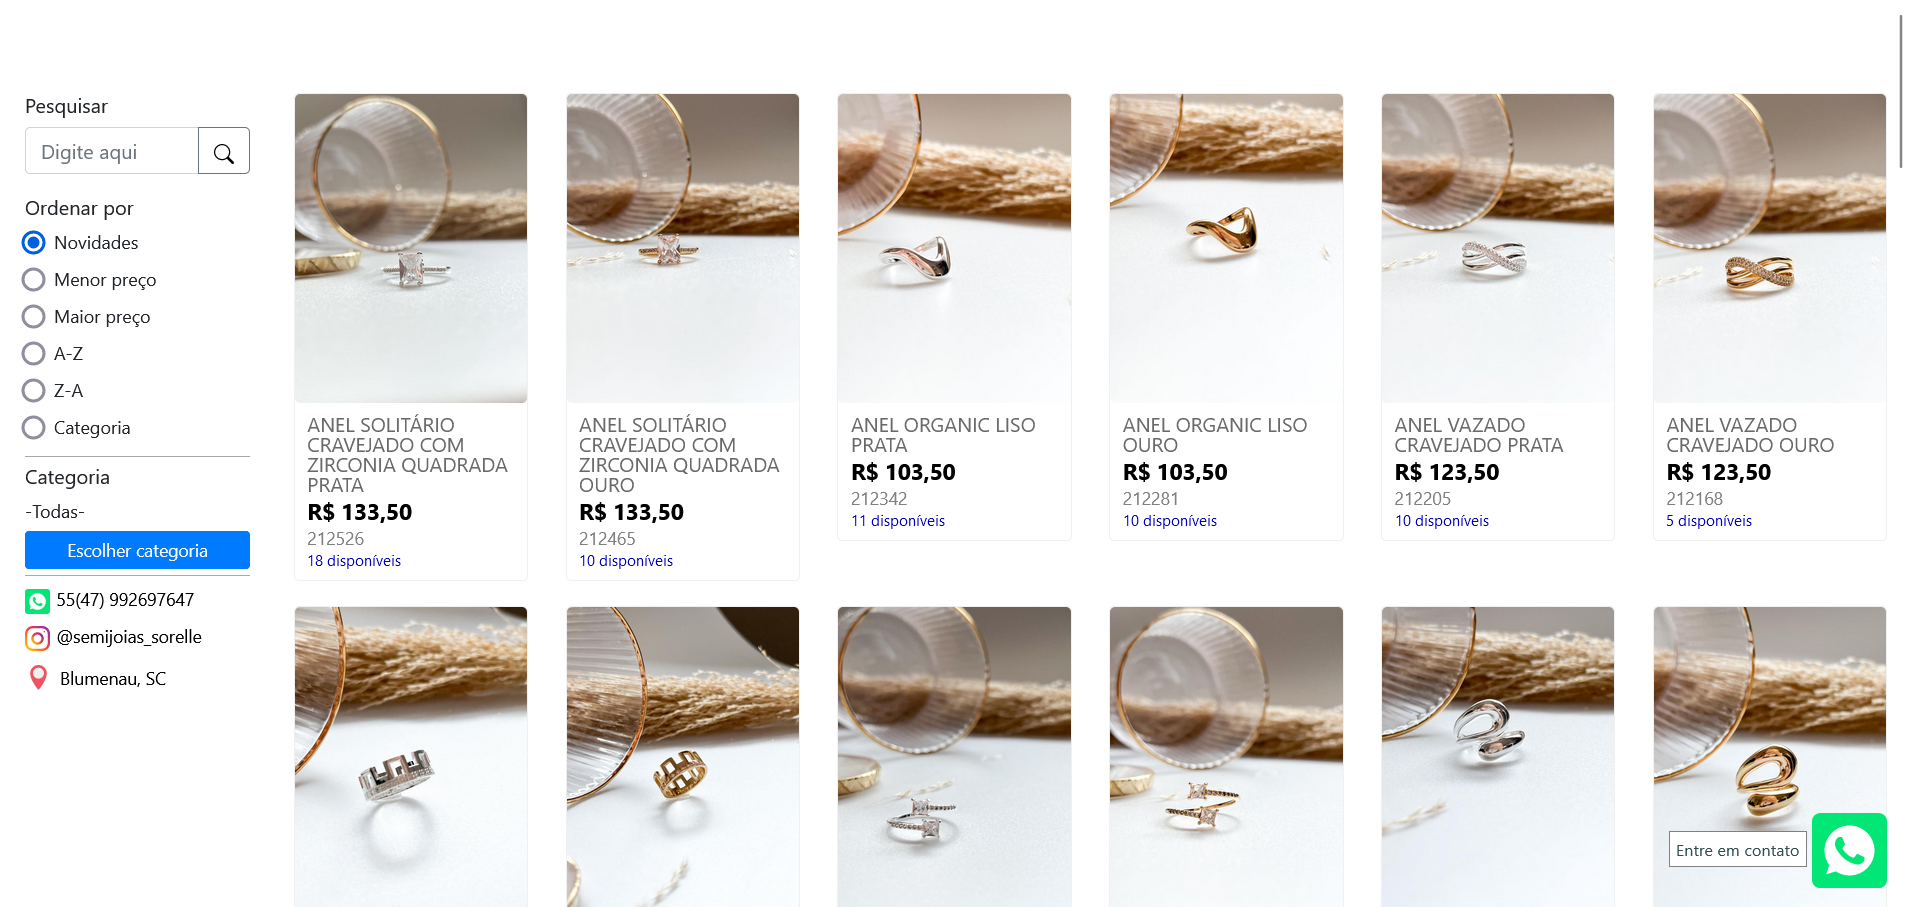 Pesquisar
Digite aqui
Ordenar por
Novidades
Menor preço
Maior preço
A-Z
Z-A
Categoria
Categoria
-Todas-
Escolher categoria
55(47) 992697647
@semijoias_sorelle
Blumenau, SC
ANEL SOLITÁRIO
CRAVEJADO COM
ZIRCONIA QUADRADA
PRATA
R$ 133,50
212526
18 disponíveis
ANEL SOLITÁRIO
CRAVEJADO COM
ZIRCONIA QUADRADA
OURO
R$ 133,50
212465
10 disponíveis
ANEL ORGANIC LISO
PRATA
R$ 103,50
212342
11 disponíveis
ANEL ORGANIC LISO
OURO
R$ 103,50
212281
10 disponíveis
ANEL VAZADO
CRAVEJADO PRATA
R$ 123,50
212205
10 disponíveis
ANEL VAZADO
CRAVEJADO OURO
R$ 123,50
212168
5 disponíveis
Entre em contato